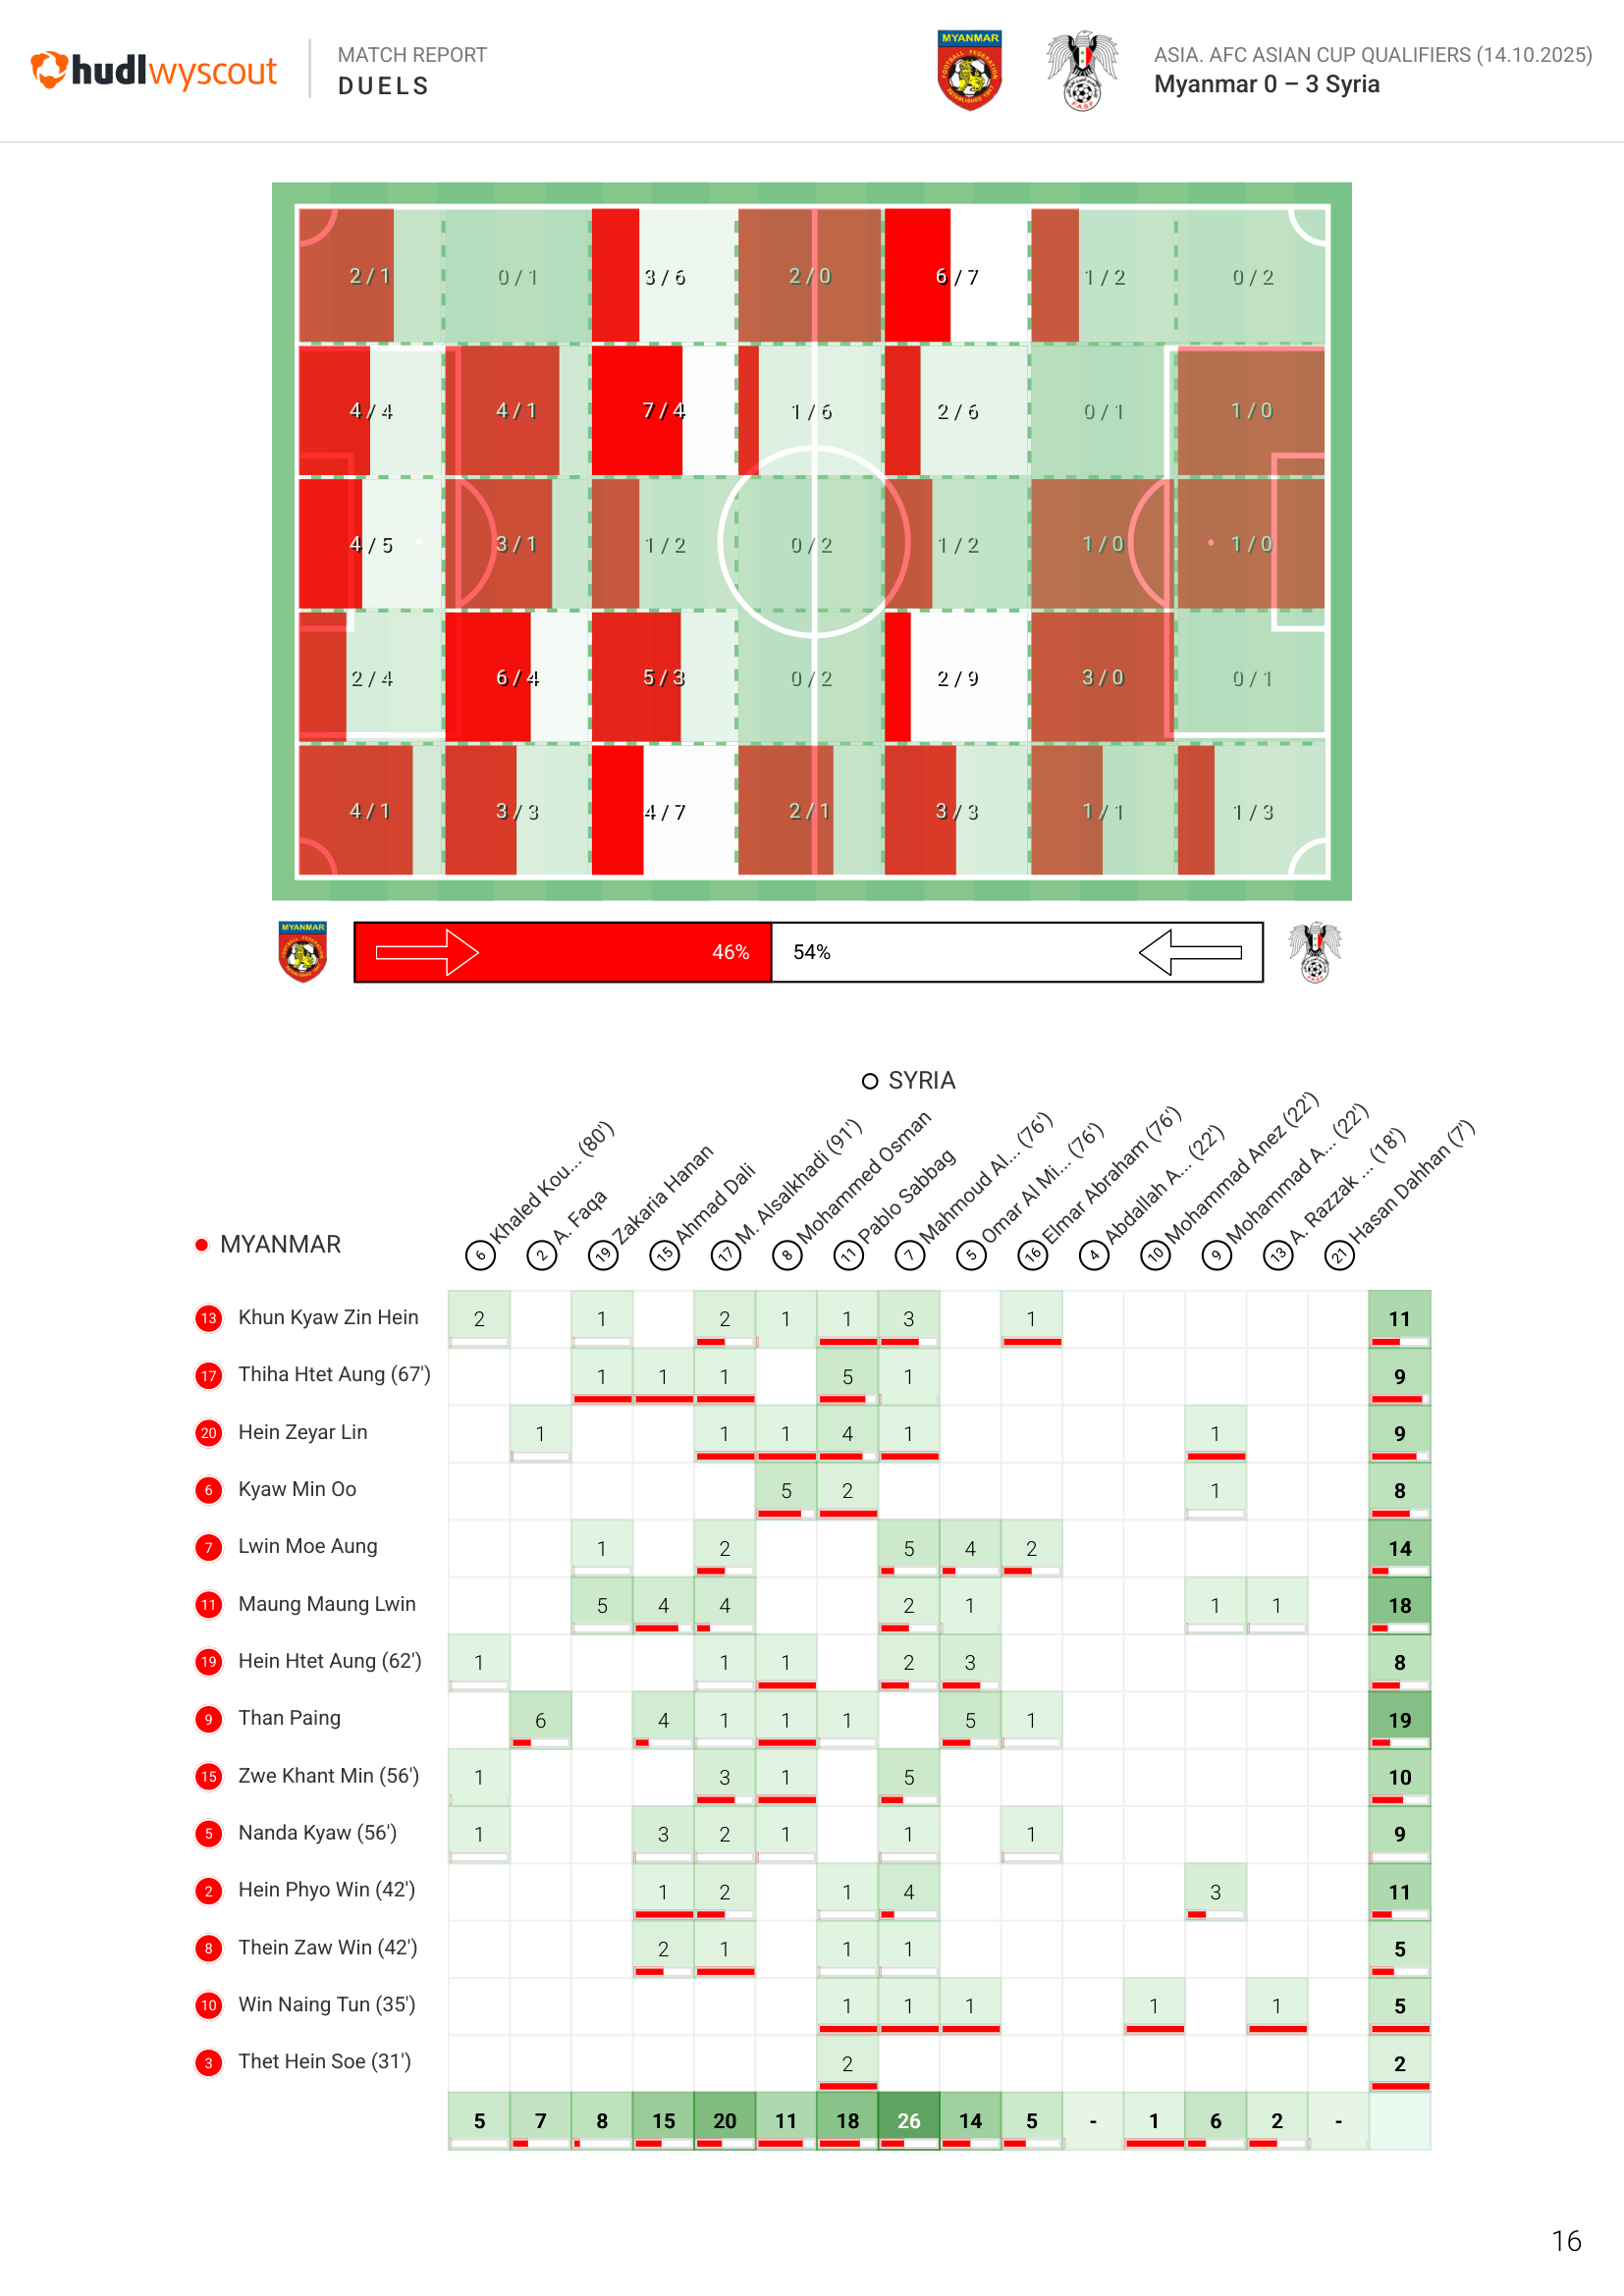 hudl wyscout
MATCH REPORT
DUELS
MYANMAR
ASIA. AFC ASIAN CUP QUALIFIERS (14.10.2025)
Myanmar 0 – 3 Syria
2 / 1 0 / 1 3 / 6 2 / 0 6 / 7 1 / 2 0 / 2
4 / 4 4 / 1 7 / 4 1 / 6 2 / 6 0 / 1 1 / 0
4 / 5 3 / 1 1 / 2 0 / 2 1 / 2 1 / 0 1 / 0
2 / 4 6 / 4 5 / 3 0 / 2 2 / 9 3 / 0 0 / 1
4 / 1 3 / 3 4 / 7 2 / 1 3 / 3 1 / 1 1 / 3
MYANMAR
46% 54%
SYRIA
6 Khaled Kou... (80')
2 A. Faqa
19 Zakaria Hanan
15 Ahmad Dali
17 M. Alsalkhadi (91')
8 Mohammed Osman
11 Pablo Sabbag
7 Mahmoud Al... (76')
5 Omar Al Mi... (76')
16 Elmar Abraham (76')
4 Abdallah A... (22')
10 Mohammad Anez (22')
9 Mohammad A... (22')
13 A. Razzak ... (18')
21 Hasan Dahhan (7')
MYANMAR
13 Khun Kyaw Zin Hein 2 1 2 1 1 3 1 11
17 Thiha Htet Aung (67') 1 1 1 5 1 9
20 Hein Zeyar Lin 1 1 1 4 1 1 9
6 Kyaw Min Oo 5 2 1 8
7 Lwin Moe Aung 1 2 5 4 2 14
11 Maung Maung Lwin 5 4 4 2 1 1 1 18
19 Hein Htet Aung (62') 1 1 1 2 3 8
9 Than Paing 6 4 1 1 1 5 1 19
15 Zwe Khant Min (56') 1 3 1 5 10
5 Nanda Kyaw (56') 1 3 2 1 1 1 9
2 Hein Phyo Win (42') 1 2 1 4 3 11
8 Thein Zaw Win (42') 2 1 1 1 5
10 Win Naing Tun (35') 1 1 1 1 1 5
3 Thet Hein Soe (31') 2 2
5 7 8 15 20 11 18 26 14 5 - 1 6 2 -
16